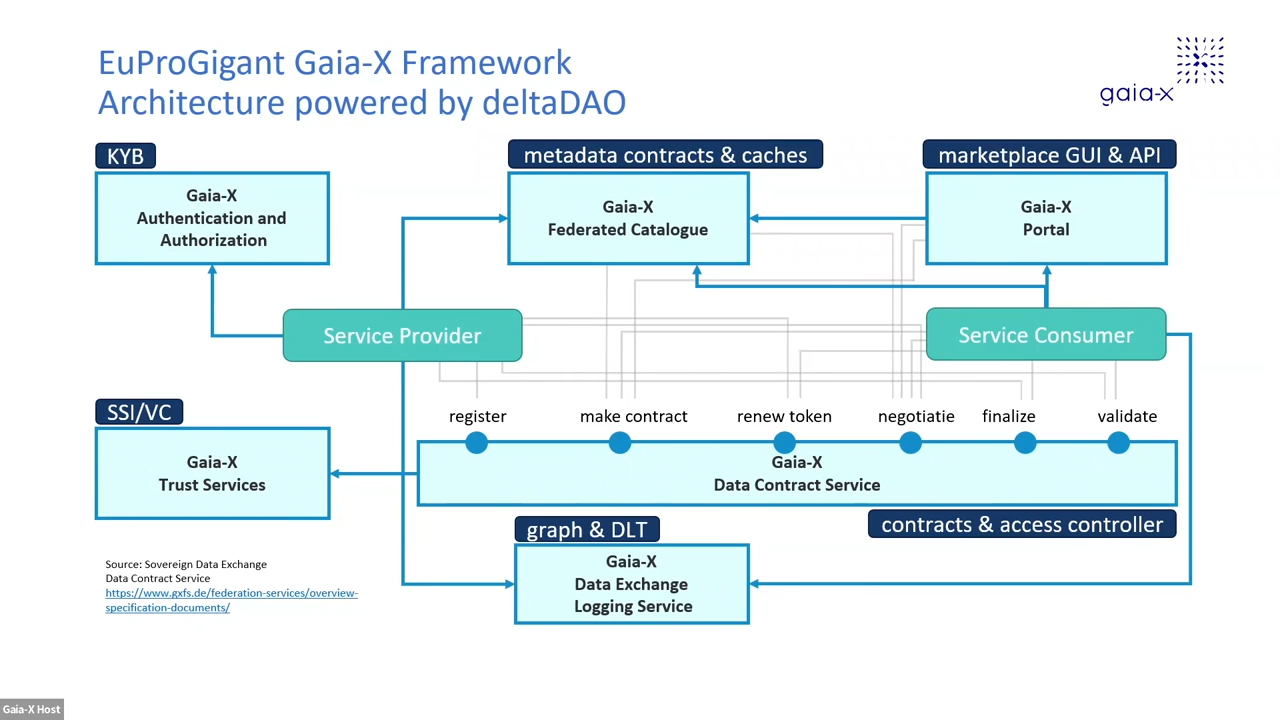 EuProGigant Gaia-X Framework
Architecture powered by deltaDAO
gaia-x
KYB
Gaia-X
Authentication and
Authorization
metadata contracts & caches
Gaia-X
Federated Catalogue
marketplace GUI & API
Gaia-X
Portal
Service Provider
Service Consumer
SSI/VC
Gaia-X
Trust Services
register
make contract
renew token
negotiatie
finalize
validate
Gaia-X
Data Contract Service
contracts & access controller
graph & DLT
Gaia-X
Data Exchange
Logging Service
Source: Sovereign Data Exchange
Data Contract Service
https://www.gxfs.de/federation-services/overview-
specification-documents/
Gaia-X Host